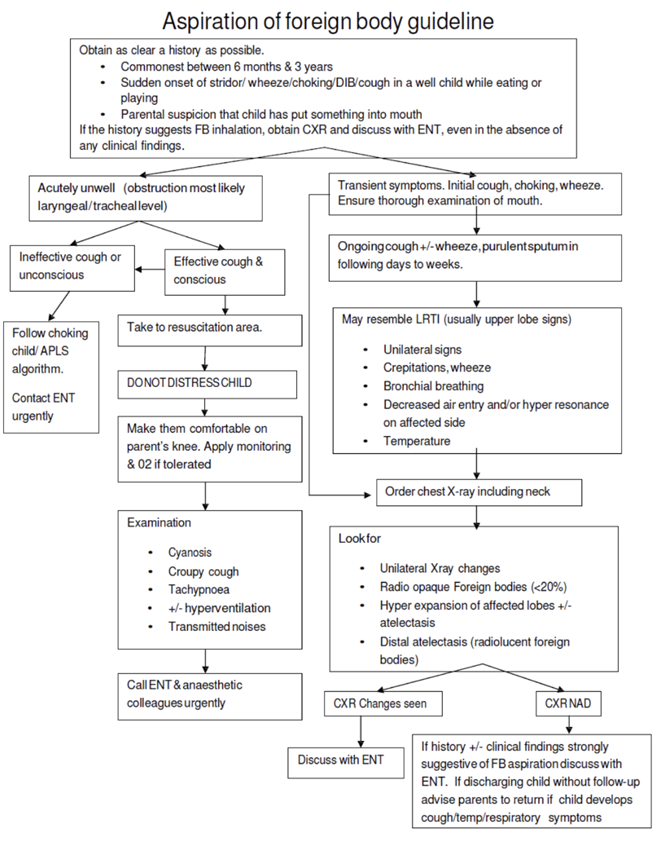 Aspiration of foreign body guideline
Obtain as clear a history as possible.
• Commonest between 6 months & 3 years
• Sudden onset of stridor/ wheeze/choking/DIB/cough in a well child while eating or
playing
• Parental suspicion that child has put something into mouth
If the history suggests FB inhalation, obtain CXR and discuss with ENT, even in the absence of
any clinical findings.
Acutely unwell (obstruction most likely
laryngeal/tracheal level)
Ineffective cough or
unconscious
Effective cough &
conscious
Follow choking
child/ APLS
algorithm.
Contact ENT
urgently
Take to resuscitation area.
DO NOT DISTRESS CHILD
Make them comfortable on
parent's knee. Apply monitoring
& 02 if tolerated
Examination
• Cyanosis
• Croupy cough
• Tachypnoea
• +/- hyperventilation
• Transmitted noises
Call ENT & anaesthetic
colleagues urgently
Transient symptoms. Initial cough, choking, wheeze.
Ensure thorough examination of mouth.
Ongoing cough +/- wheeze, purulent sputum in
following days to weeks.
May resemble LRTI (usually upper lobe signs)
• Unilateral signs
• Crepitations, wheeze
• Bronchial breathing
• Decreased air entry and/or hyper resonance
on affected side
• Temperature
Order chest X-ray including neck
Look for
• Unilateral Xray changes
• Radio opaque Foreign bodies (<20%)
• Hyper expansion of affected lobes +/-
atelectasis
• Distal atelectasis (radiolucent foreign
bodies)
CXR Changes seen
Discuss with ENT
CXR NAD
If history +/- clinical findings strongly
suggestive of FB aspiration discuss with
ENT. If discharging child without follow-up
advise parents to return if child develops
cough/temp/respiratory symptoms